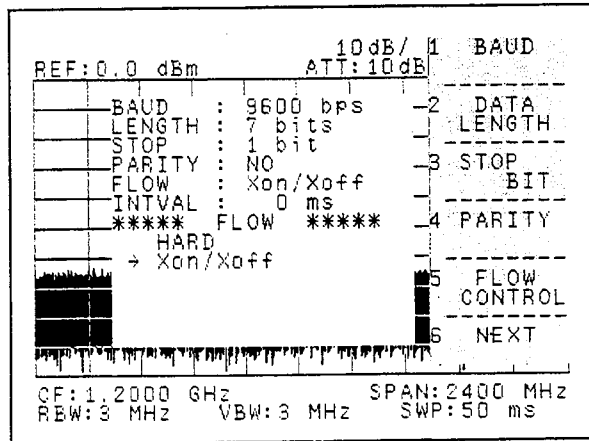 10dB/
REF:0.0 dBm ATT:10dB
BAUD : 9600 bps
LENGTH : 7 bits
STOP : 1 bit
PARITY : NO
FLOW : Xon/Xoff
INTVAL : 0 ms
***** FLOW *****
HARD
→ Xon/Xoff
1 BAUD
2 DATA
LENGTH
3 STOP
BIT
4 PARITY
5 FLOW
CONTROL
6 NEXT
CF:1.2000 GHz SPAN:2400 MHz
RBW:3 MHz VBW:3 MHz SWP:50 ms